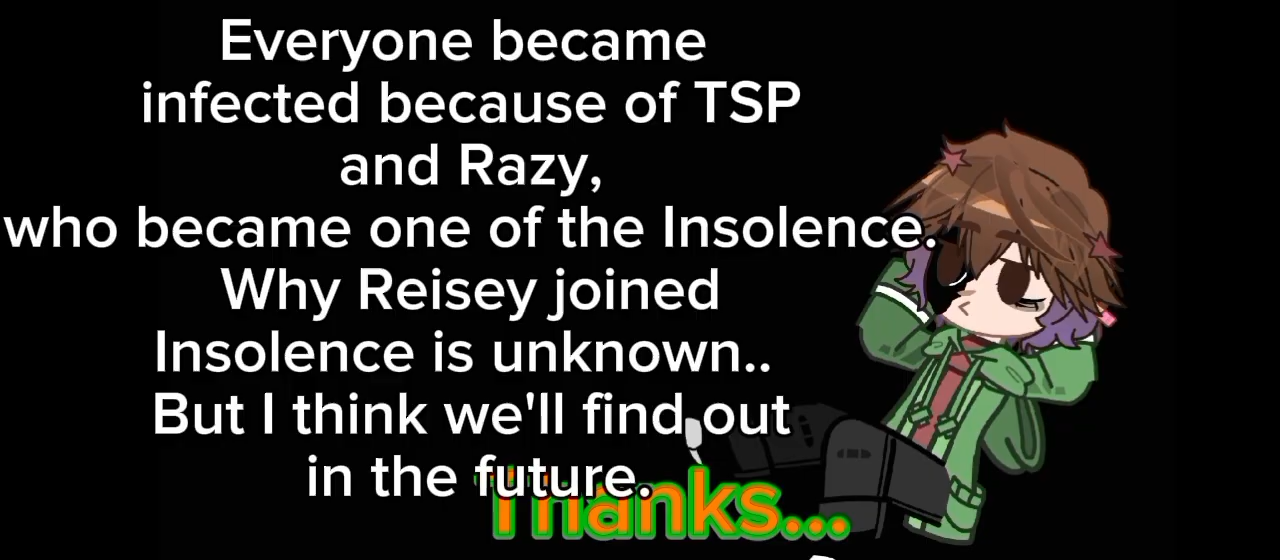 Everyone became
infected because of TSP
and Razy,
who became one of the Insolence.
Why Reisey joined
Insolence is unknown..
But I think we'll find out
in the future.
Thanks...